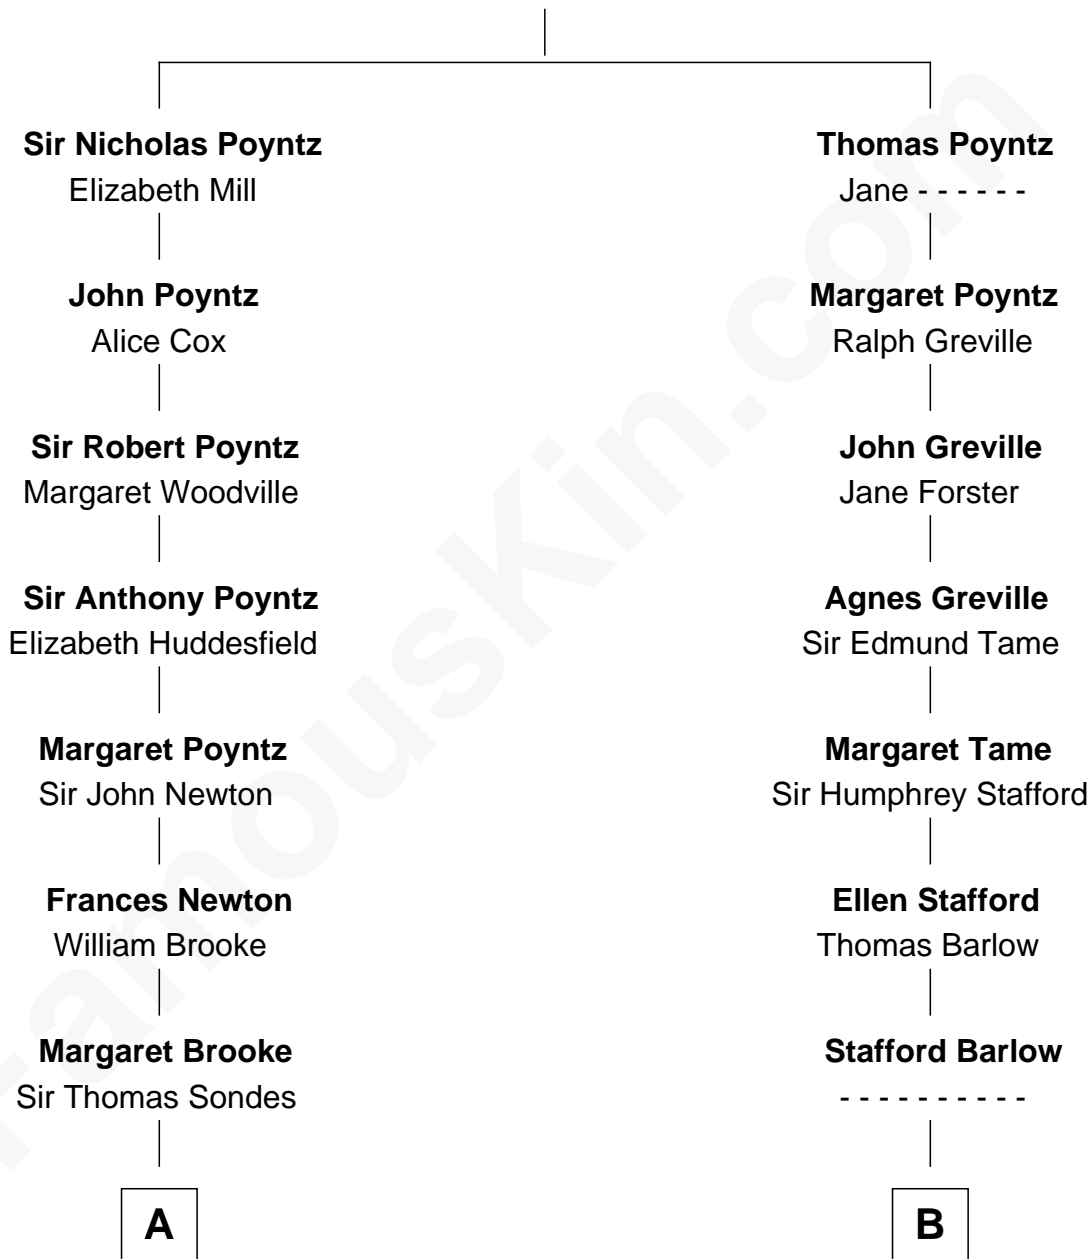 Sir Nicholas Poyntz
Elizabeth Mill
John Poyntz
Alice Cox
Sir Robert Poyntz
Margaret Woodville
Sir Anthony Poyntz
Elizabeth Huddesfield
Margaret Poyntz
Sir John Newton
Frances Newton
William Brooke
Margaret Brooke
Sir Thomas Sondes
A
Thomas Poyntz
Jane - - - - - -
Margaret Poyntz
Ralph Greville
John Greville
Jane Forster
Agnes Greville
Sir Edmund Tame
Margaret Tame
Sir Humphrey Stafford
Ellen Stafford
Thomas Barlow
Stafford Barlow
- - - - - - - - - -
B
FamousKin.com